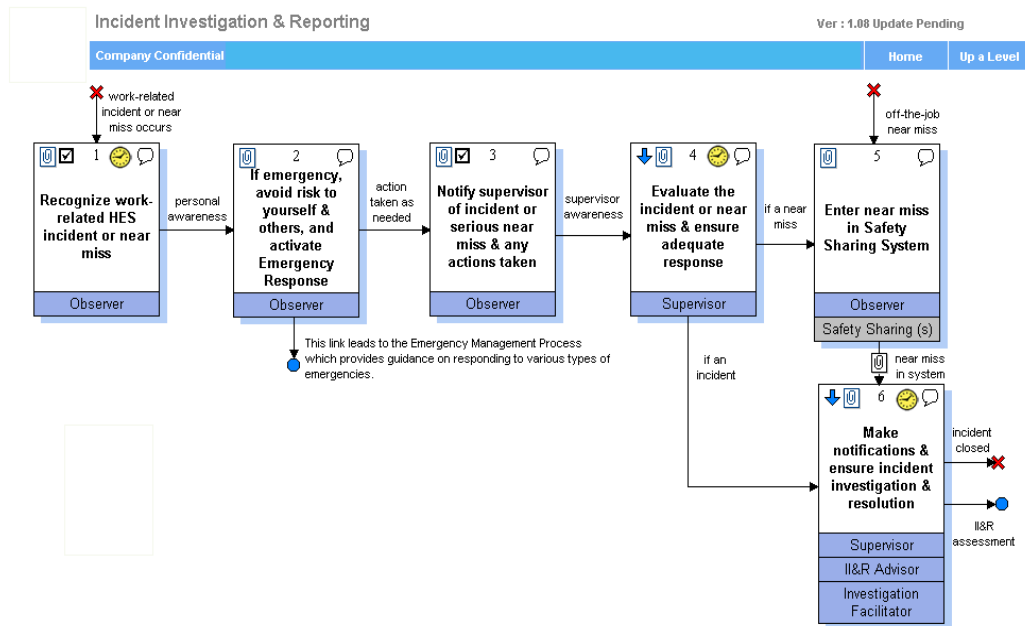 Incident Investigation & Reporting
Ver : 1.08 Update Pending
Company Confidential
Home
Up a Level
work-related
incident or near
miss occurs
off-the-job
near miss
1
Recognize work-
related HES
incident or near
miss
Observer
personal
awareness
2
If emergency,
avoid risk to
yourself &
others, and
activate
Emergency
Response
Observer
action
taken as
needed
3
Notify supervisor
of incident or
serious near
miss & any
actions taken
Observer
supervisor
awareness
4
Evaluate the
incident or near
miss & ensure
adequate
response
Supervisor
if a near
miss
5
Enter near miss
in Safety
Sharing System
Observer
Safety Sharing (s)
This link leads to the Emergency Management Process
which provides guidance on responding to various types of
emergencies.
if an
incident
near miss
in system
6
Make
notifications &
ensure incident
investigation &
resolution
Supervisor
II&R Advisor
Investigation
Facilitator
incident
closed
II&R
assessment